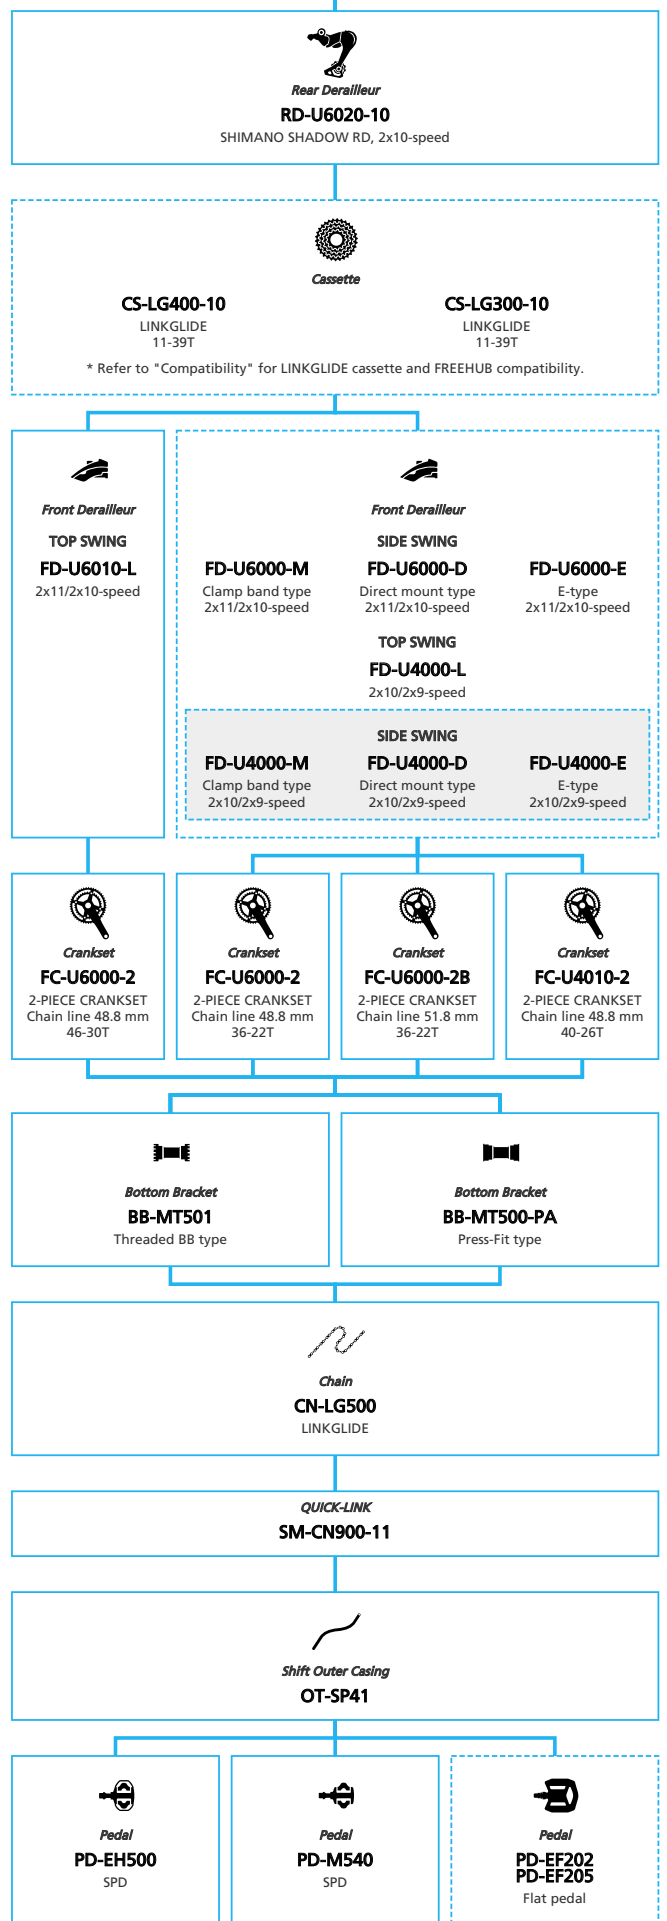 Rear Derailleur
RD-U6020-10
SHIMANO SHADOW RD, 2x10-speed
Cassette
CS-LG400-10
LINKGLIDE
11-39T
CS-LG300-10
LINKGLIDE
11-39T
* Refer to "Compatibility" for LINKGLIDE cassette and FREEHUB compatibility.
Front Derailleur
TOP SWING
FD-U6010-L
2x11/2x10-speed
Front Derailleur
SIDE SWING
FD-U6000-M
Clamp band type
2x11/2x10-speed
FD-U6000-D
Direct mount type
2x11/2x10-speed
FD-U6000-E
E-type
2x11/2x10-speed
TOP SWING
FD-U4000-L
2x10/2x9-speed
SIDE SWING
FD-U4000-M
Clamp band type
2x10/2x9-speed
FD-U4000-D
Direct mount type
2x10/2x9-speed
FD-U4000-E
E-type
2x10/2x9-speed
Crankset
FC-U6000-2
2-PIECE CRANKSET
Chain line 48.8 mm
46-30T
Crankset
FC-U6000-2
2-PIECE CRANKSET
Chain line 48.8 mm
36-22T
Crankset
FC-U6000-2B
2-PIECE CRANKSET
Chain line 51.8 mm
36-22T
Crankset
FC-U4010-2
2-PIECE CRANKSET
Chain line 48.8 mm
40-26T
Bottom Bracket
BB-MT501
Threaded BB type
Bottom Bracket
BB-MT500-PA
Press-Fit type
Chain
CN-LG500
LINKGLIDE
QUICK-LINK
SM-CN900-11
Shift Outer Casing
OT-SP41
Pedal
PD-EH500
SPD
Pedal
PD-M540
SPD
Pedal
PD-EF202
PD-EF205
Flat pedal